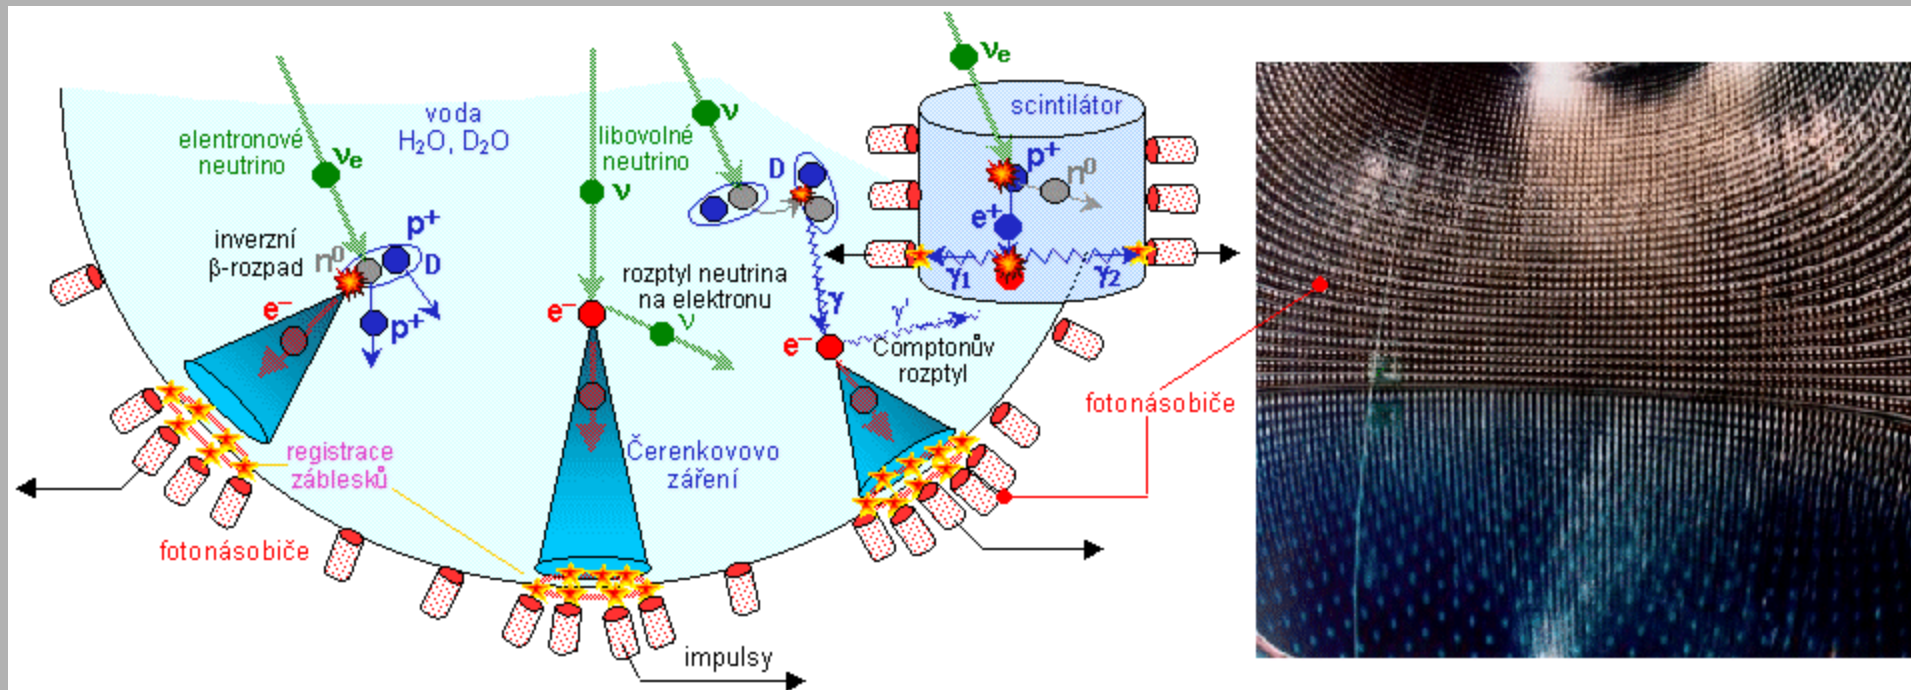 elentronové
neutrino
νe
voda
H₂O, D₂O
libovolné
neutrino
ν
ν
D
νe
scintilátor
p⁺
n⁰
e⁺
γ1
γ2
inverzní
β-rozpad
n⁰
p⁺
D
e⁻
p⁺
rozptyl neutrina
na elektronu
e⁻
ν
γ
γ'
e⁻
Comptonův
rozptyl
fotonásobiče
registrace
záblesků
Čerenkovovo
záření
fotonásobiče
impulsy